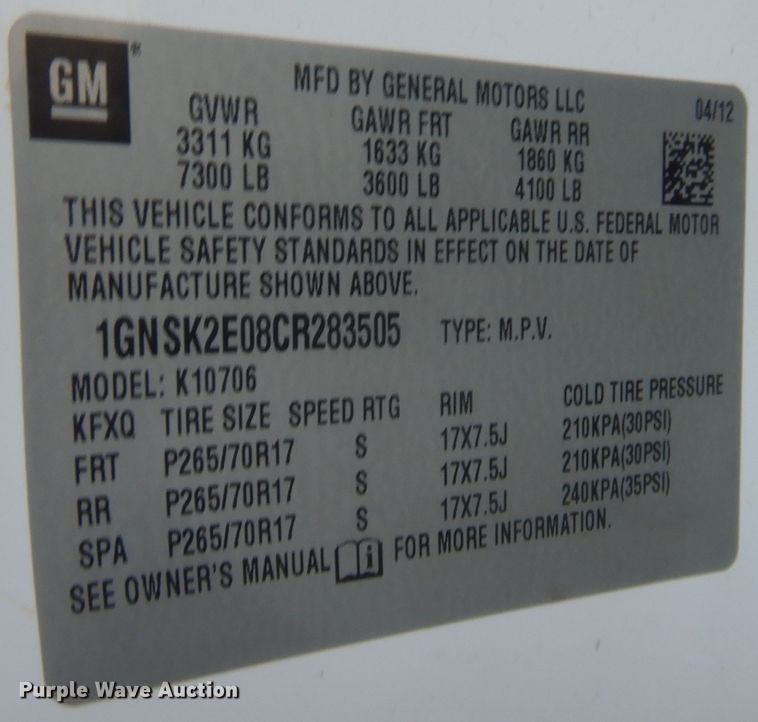 GM ®
MFD BY GENERAL MOTORS LLC
04/12
GVWR GAWR FRT GAWR RR
3311 KG 1633 KG 1860 KG
7300 LB 3600 LB 4100 LB
THIS VEHICLE CONFORMS TO ALL APPLICABLE U.S. FEDERAL MOTOR
VEHICLE SAFETY STANDARDS IN EFFECT ON THE DATE OF
MANUFACTURE SHOWN ABOVE.
1GNSK2E08CR283505 TYPE: M.P.V.
MODEL: K10706
KFXQ TIRE SIZE SPEED RTG RIM COLD TIRE PRESSURE
FRT P265/70R17 S 17X7.5J 210KPA(30PSI)
RR P265/70R17 S 17X7.5J 210KPA(30PSI)
SPA P265/70R17 S 17X7.5J 240KPA(35PSI)
SEE OWNER'S MANUAL i FOR MORE INFORMATION.
Purple Wave Auction